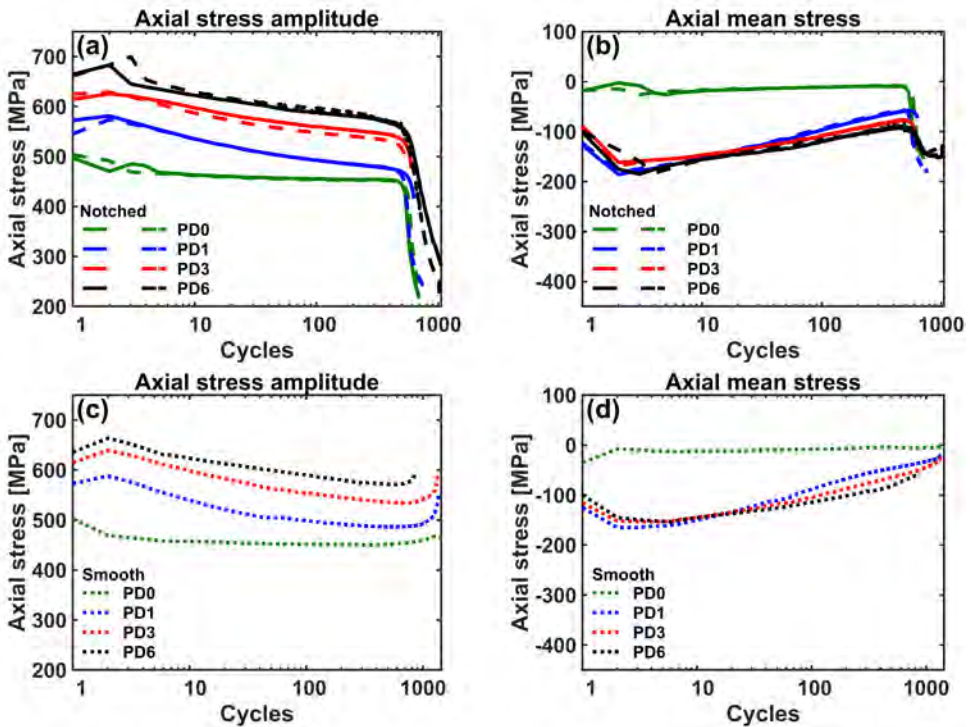 Axial stress amplitude
(a)
Axial stress [MPa]
700
600
500
400
300
200
Notched
PD0
PD1
PD3
PD6
1
10
100
1000
Cycles
Axial mean stress
(b)
Axial stress [MPa]
100
0
-100
-200
-300
-400
Notched
PD0
PD1
PD3
PD6
1
10
100
1000
Cycles
Axial stress amplitude
(c)
Axial stress [MPa]
700
600
500
400
300
200
Smooth
PD0
PD1
PD3
PD6
1
10
100
1000
Cycles
Axial mean stress
(d)
Axial stress [MPa]
100
0
-100
-200
-300
-400
Smooth
PD0
PD1
PD3
PD6
1
10
100
1000
Cycles